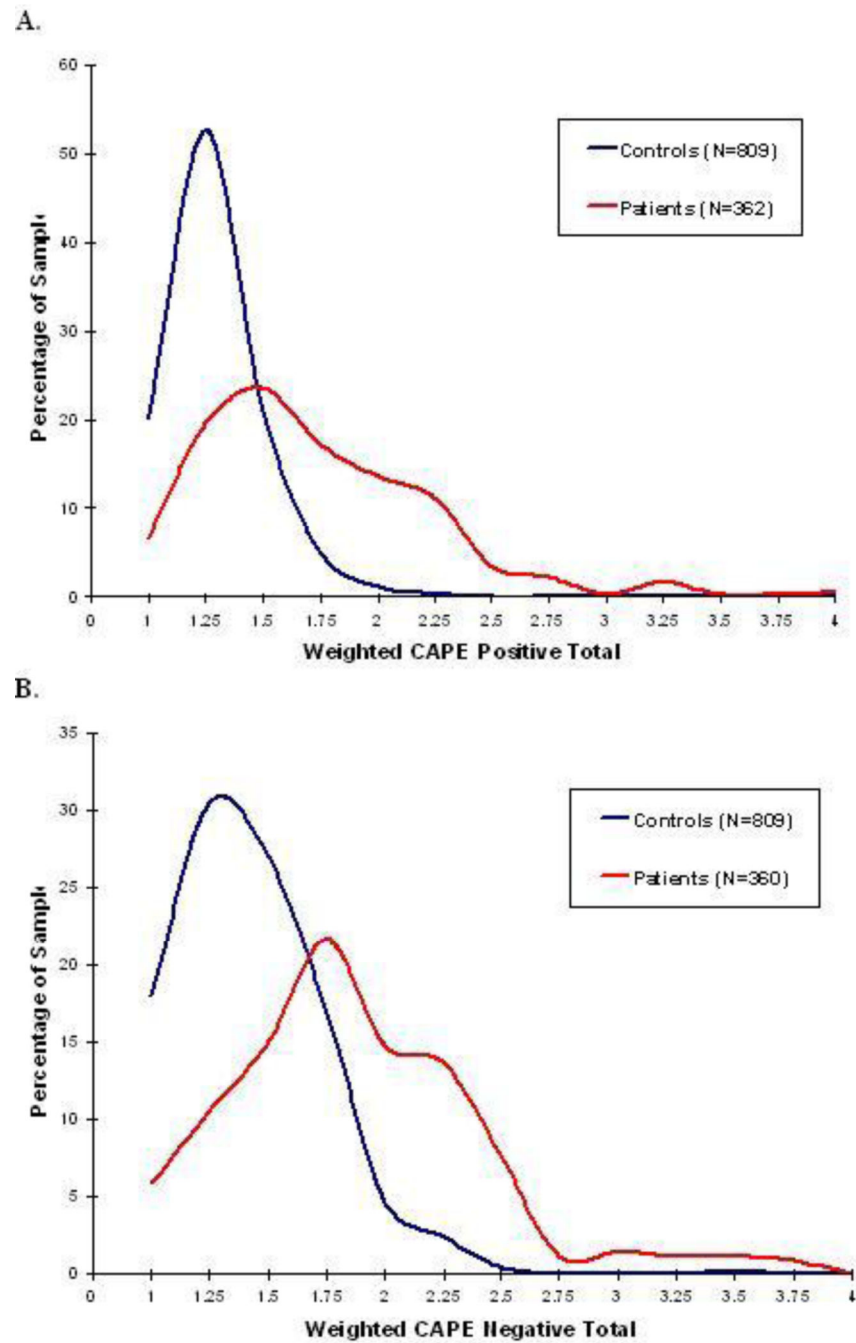 A.
60
50
40
30
20
10
0
Percentage of Sample
Controls (N=809)
Patients (N=362)
0 1 1.25 1.5 1.75 2 2.25 2.5 2.75 3 3.25 3.5 3.75 4
Weighted CAPE Positive Total
B.
35
30
25
20
15
10
5
0
Percentage of Sample
Controls (N=809)
Patients (N=360)
0 1 1.25 1.5 1.75 2 2.25 2.5 2.75 3 3.25 3.5 3.75 4
Weighted CAPE Negative Total